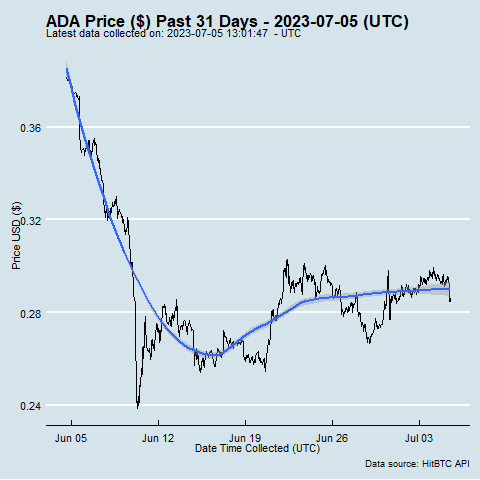 ADA Price ($) Past 31 Days - 2023-07-05 (UTC)
Latest data collected on: 2023-07-05 13:01:47 - UTC
Price USD ($)
0.36
0.32
0.28
0.24
Jun 05 Jun 12 Jun 19 Jun 26 Jul 03
Date Time Collected (UTC)
Data source: HitBTC API